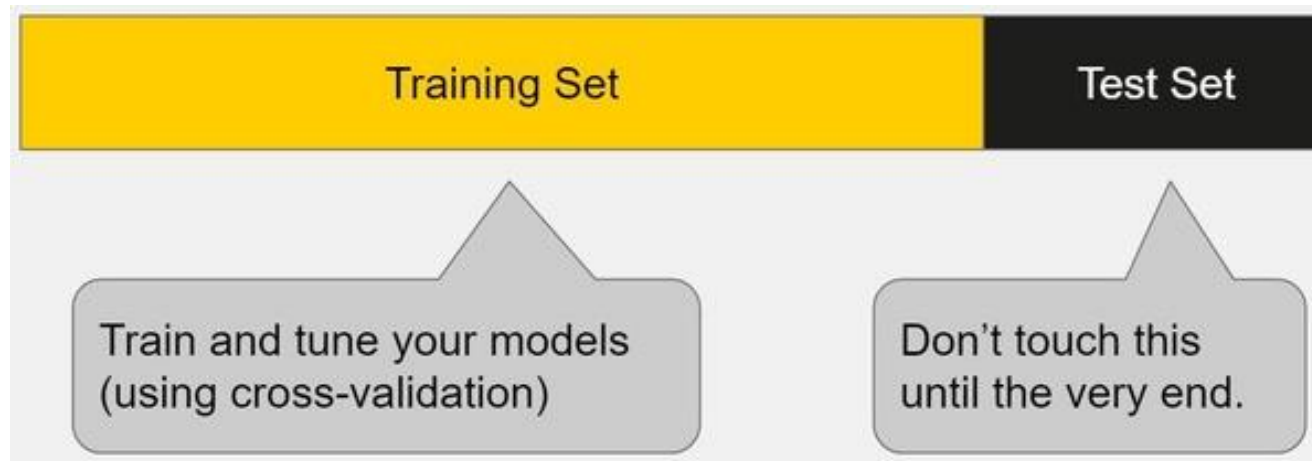 Training Set
Test Set
Train and tune your models
(using cross-validation)
Don’t touch this
until the very end.